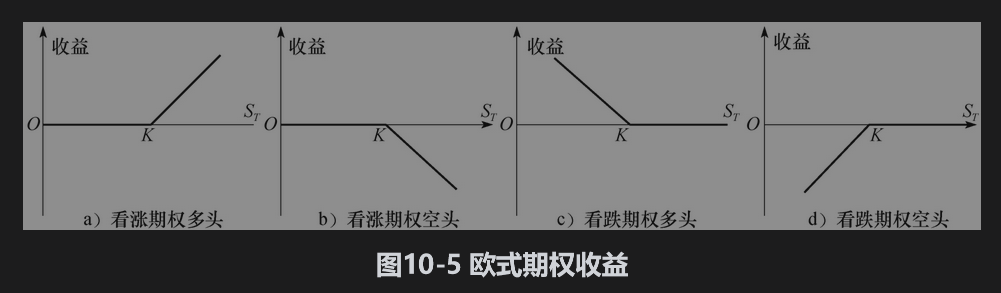 收益
O
K
S_T
a）看涨期权多头
收益
O
K
S_T
b）看涨期权空头
收益
O
K
S_T
c）看跌期权多头
收益
O
K
S_T
d）看跌期权空头
图10-5 欧式期权收益